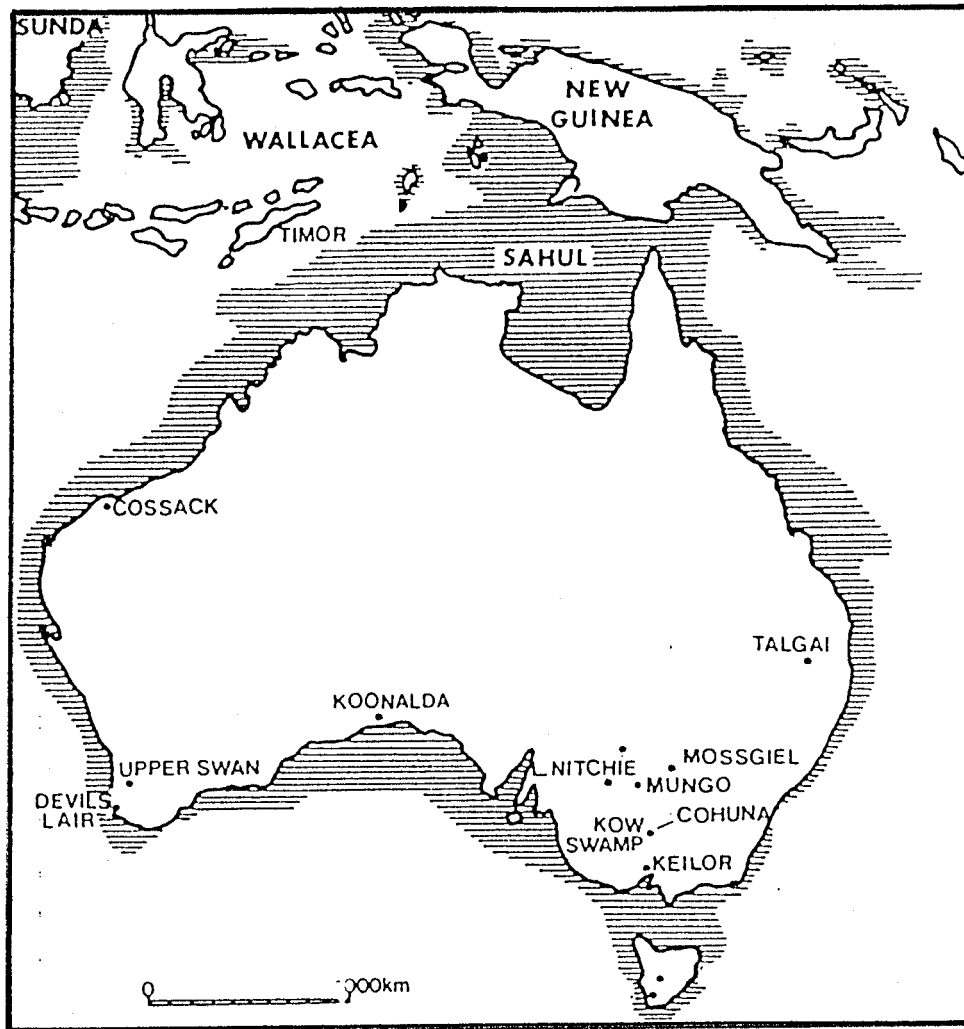 SUNDA
NEW
GUINEA
WALLACEA
TIMOR
SAHUL
COSSACK
TALGAI
KOONALDA
UPPER SWAN
DEVILS
LAIR
L.NITCHIE
MOSSGIEL
MUNGO
COHUNA
KOW
SWAMP
KEILOR
0
000km